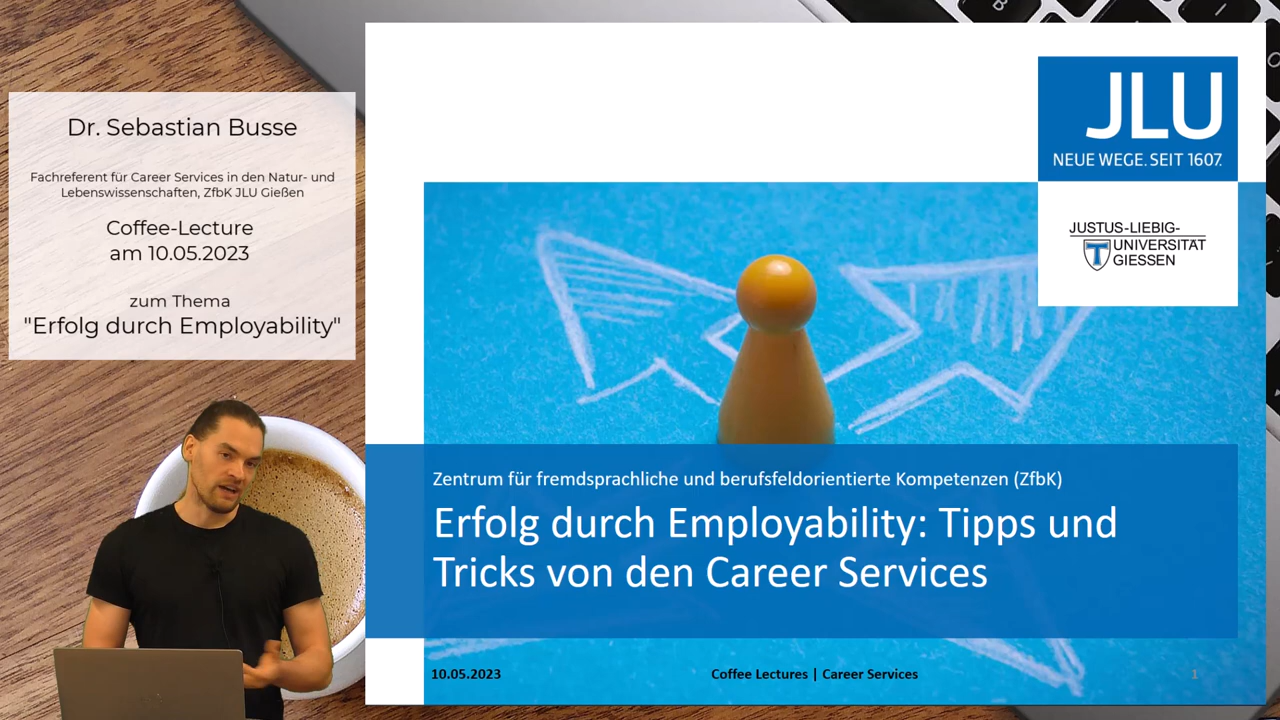 Dr. Sebastian Busse
Fachreferent für Career Services in den Natur- und
Lebenswissenschaften, ZfbK JLU Gießen
Coffee-Lecture
am 10.05.2023
zum Thema
"Erfolg durch Employability"
JLU
NEUE WEGE. SEIT 1607.
JUSTUS-LIEBIG-
UNIVERSITÄT
GIESSEN
Zentrum für fremdsprachliche und berufsfeldorientierte Kompetenzen (ZfbK)
Erfolg durch Employability: Tipps und
Tricks von den Career Services
10.05.2023
Coffee Lectures | Career Services
1